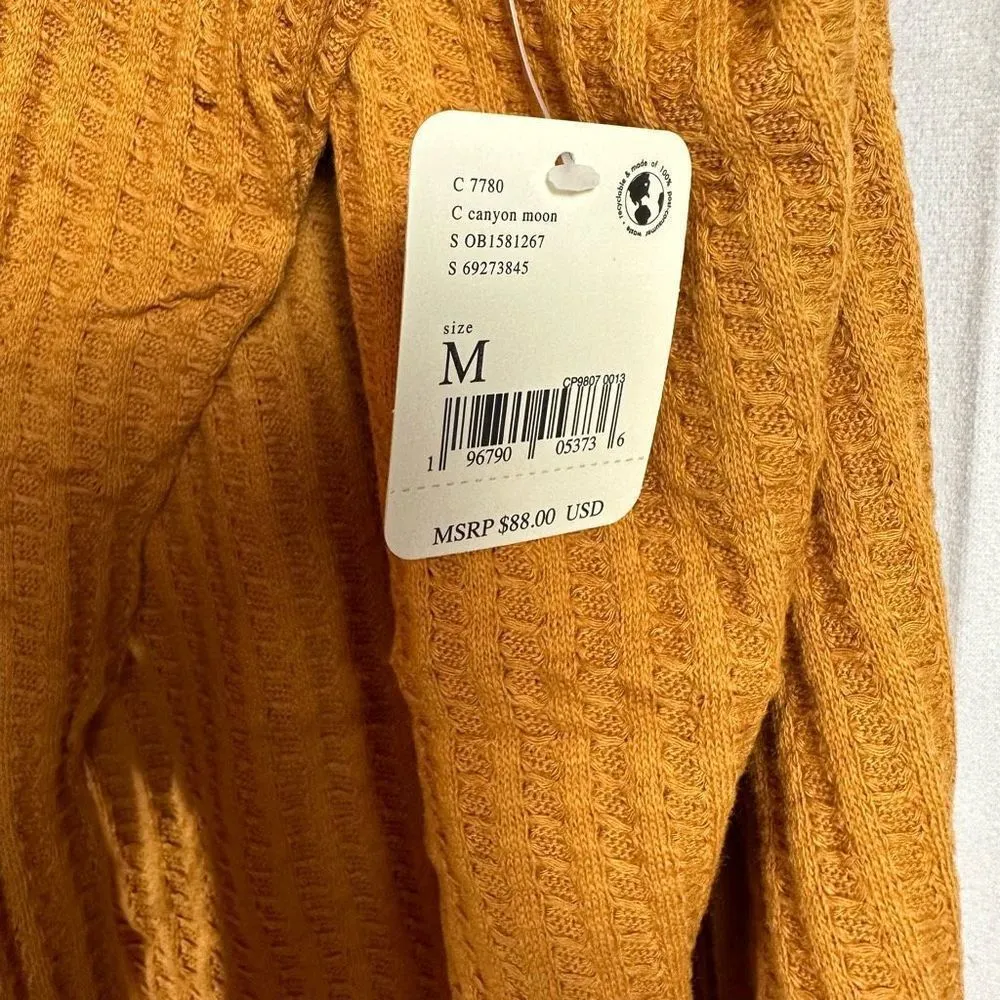 C 7780
C canyon moon
S OB1581267
S 69273845
recyclable & made of 100% post-consumer waste
size
M
CP9807 0013
1 96790 05373 6
MSRP $88.00 USD